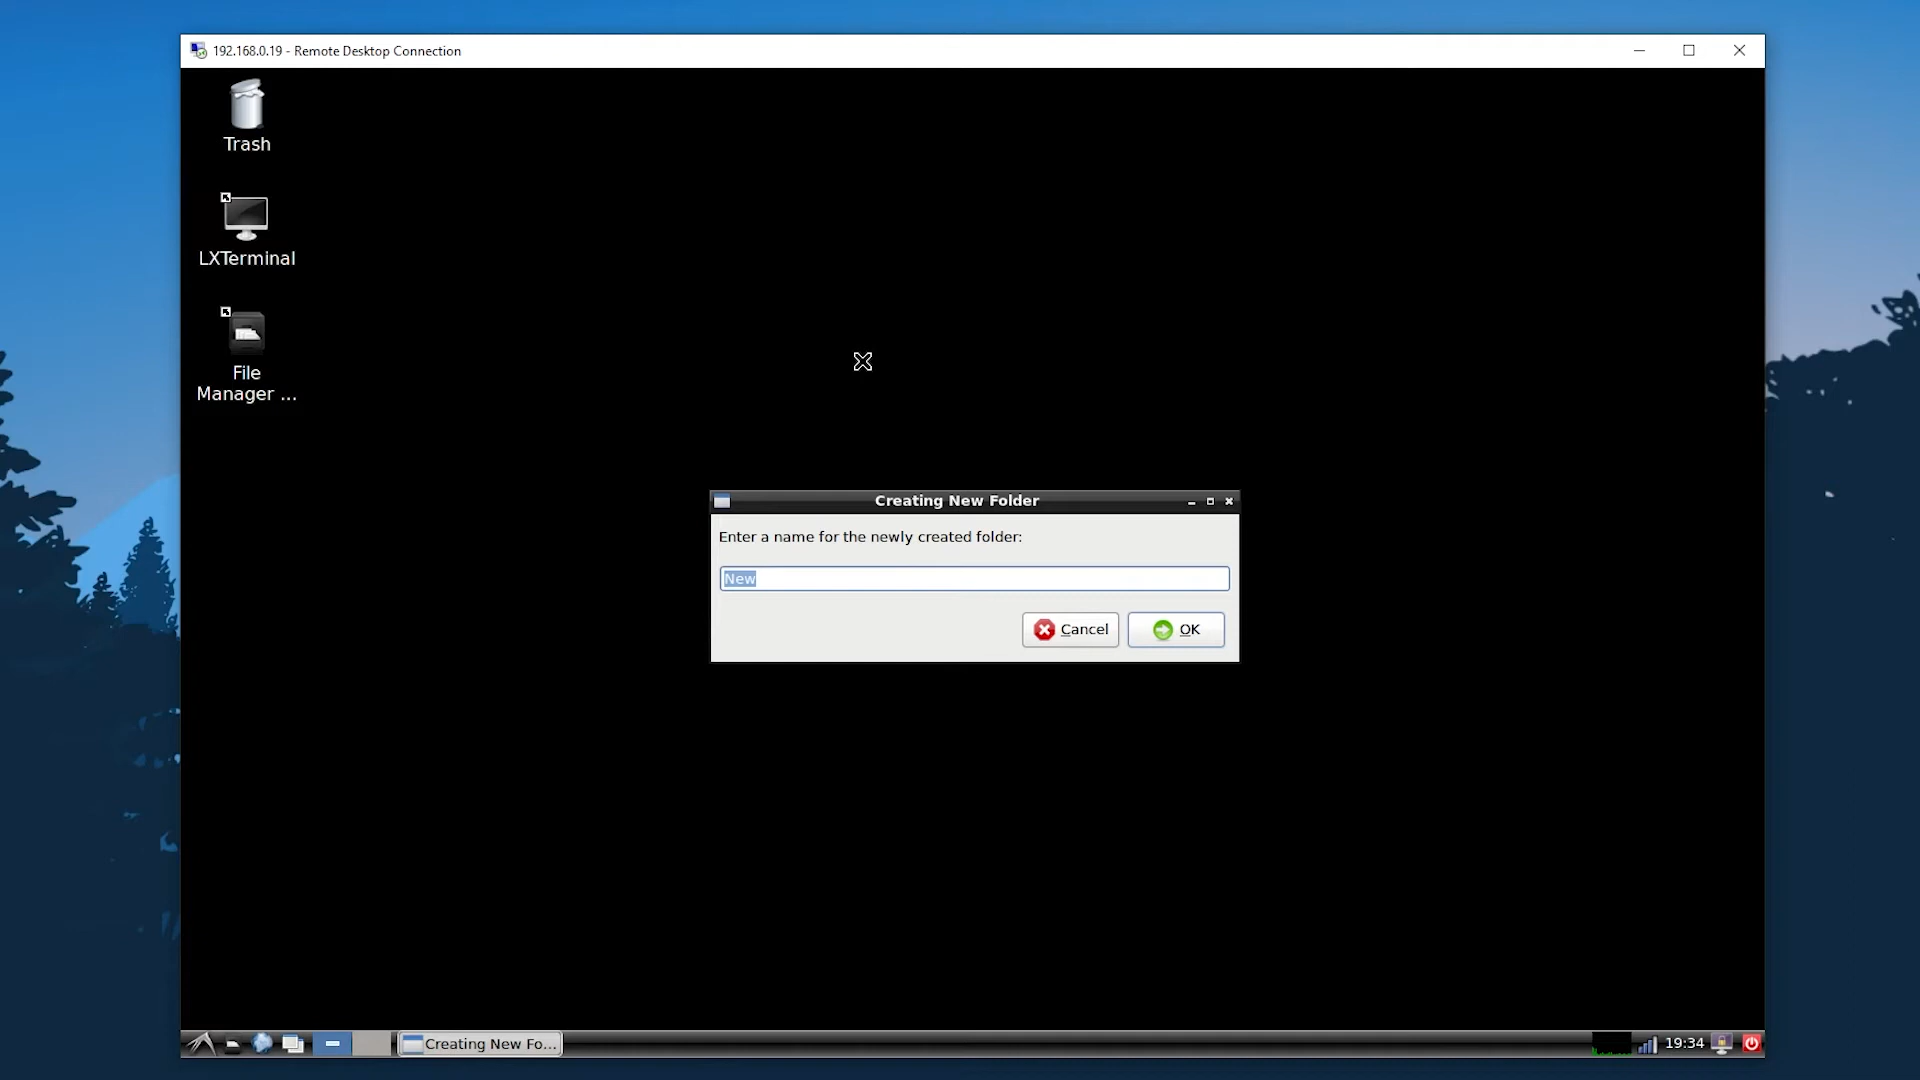 192.168.0.19 - Remote Desktop Connection
Trash
LXTerminal
File
Manager ...
Creating New Folder
Enter a name for the newly created folder:
New
Cancel
OK
Creating New Fo...
19:34